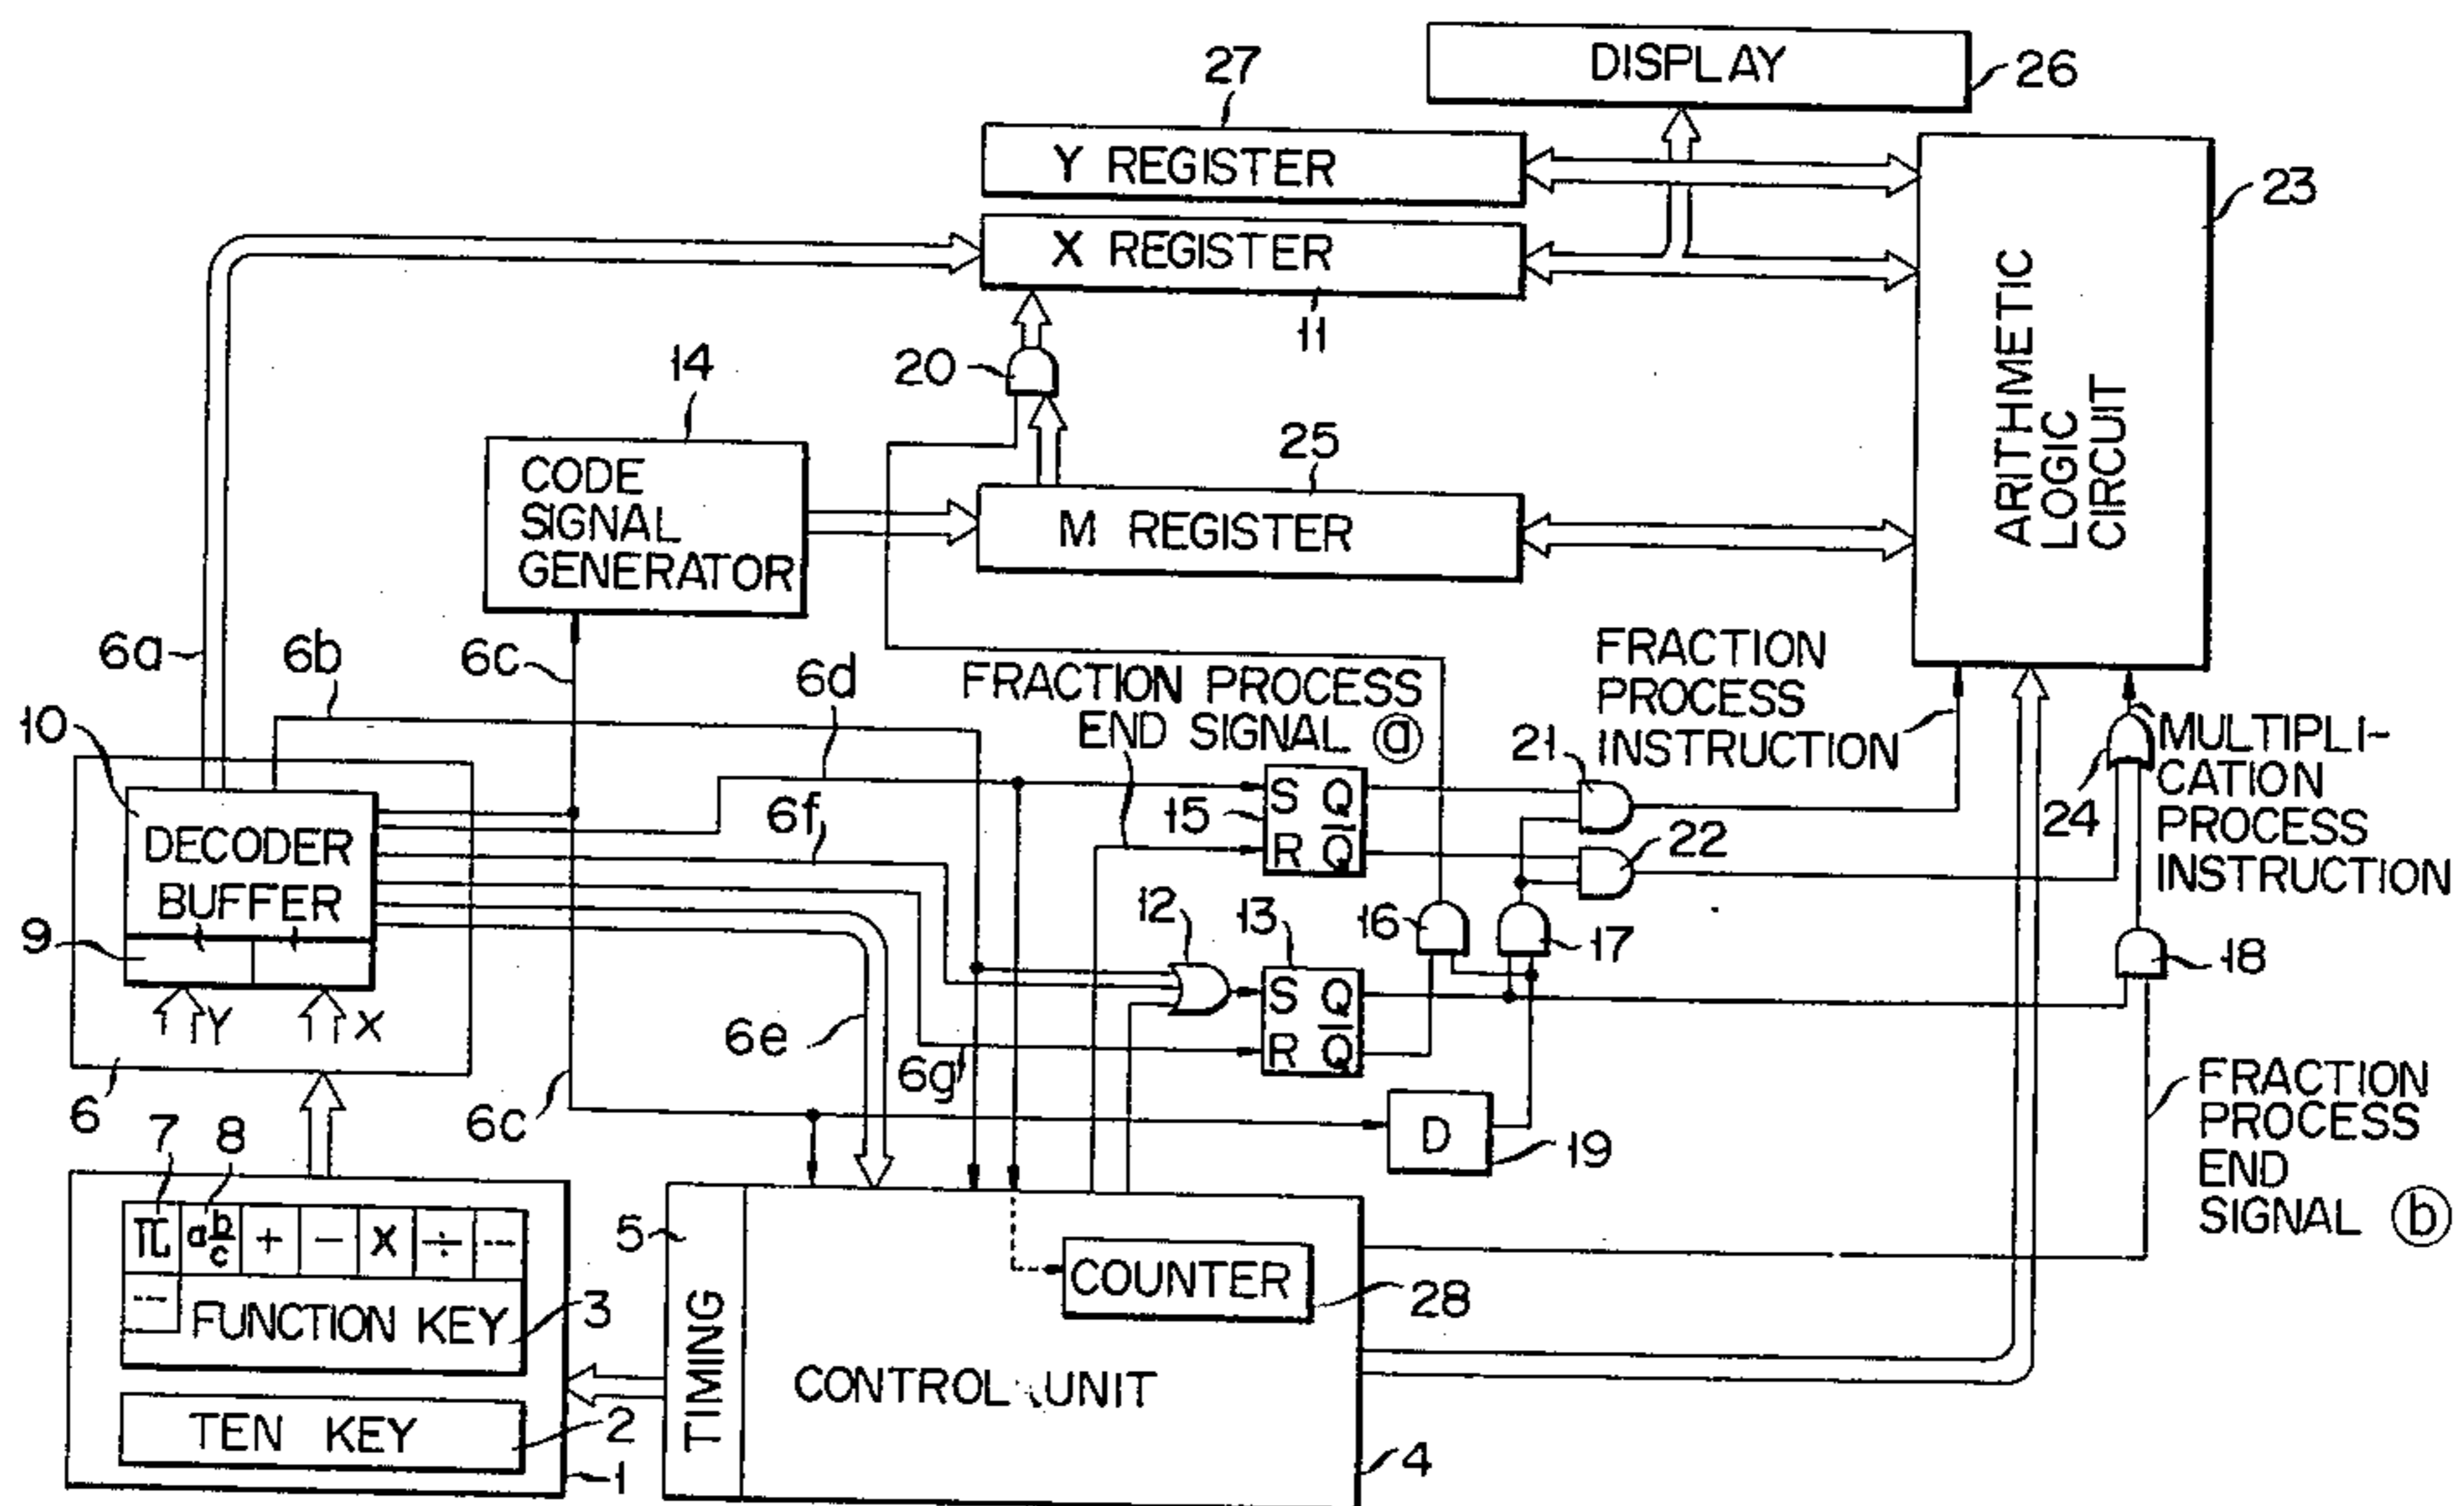 DISPLAY
26
27
Y REGISTER
23
X REGISTER
11
ARITHMETIC
LOGIC
CIRCUIT
20
14
CODE
SIGNAL
GENERATOR
25
M REGISTER
6a
6b
6c
6d
FRACTION PROCESS
END SIGNAL ⓐ
FRACTION
PROCESS
INSTRUCTION
10
21
24
MULTIPLI-
CATION
PROCESS
INSTRUCTION
DECODER
BUFFER
6f
15
S Q
R Q̅
22
9
12
13
16
17
18
S Q
R Q̅
Y
X
6
6e
6g
6c
D
19
FRACTION
PROCESS
END
SIGNAL ⓑ
7
8
π
a b/c
+
−
×
÷
--
--
FUNCTION KEY
3
TEN KEY
2
1
5
TIMING
COUNTER
28
CONTROL UNIT
4